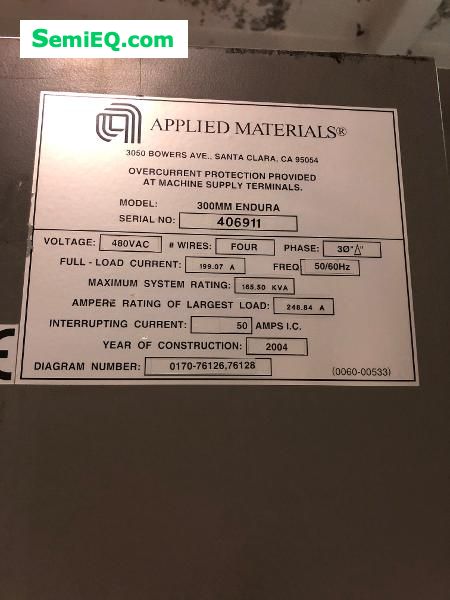 SemiEQ.com
APPLIED MATERIALS®
3050 BOWERS AVE., SANTA CLARA, CA 95054
OVERCURRENT PROTECTION PROVIDED
AT MACHINE SUPPLY TERMINALS.
MODEL: 300MM ENDURA
SERIAL NO: 406911
VOLTAGE: 480VAC # WIRES: FOUR PHASE: 3Ø"Δ"
FULL - LOAD CURRENT: 199.07 A FREQ: 50/60Hz
MAXIMUM SYSTEM RATING: 165.50 KVA
AMPERE RATING OF LARGEST LOAD: 248.84 A
INTERRUPTING CURRENT: 50 AMPS I.C.
YEAR OF CONSTRUCTION: 2004
DIAGRAM NUMBER: 0170-76126,76128 (0060-00533)